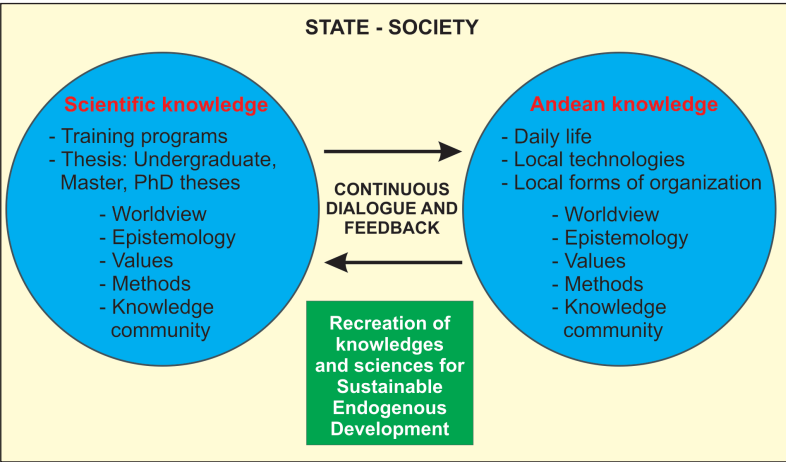 STATE - SOCIETY
Scientific knowledge
- Training programs
- Thesis: Undergraduate,
Master, PhD theses
- Worldview
- Epistemology
- Values
- Methods
- Knowledge
community
CONTINUOUS
DIALOGUE AND
FEEDBACK
Andean knowledge
- Daily life
- Local technologies
- Local forms of organization
- Worldview
- Epistemology
- Values
- Methods
- Knowledge
community
Recreation of
knowledges
and sciences for
Sustainable
Endogenous
Development